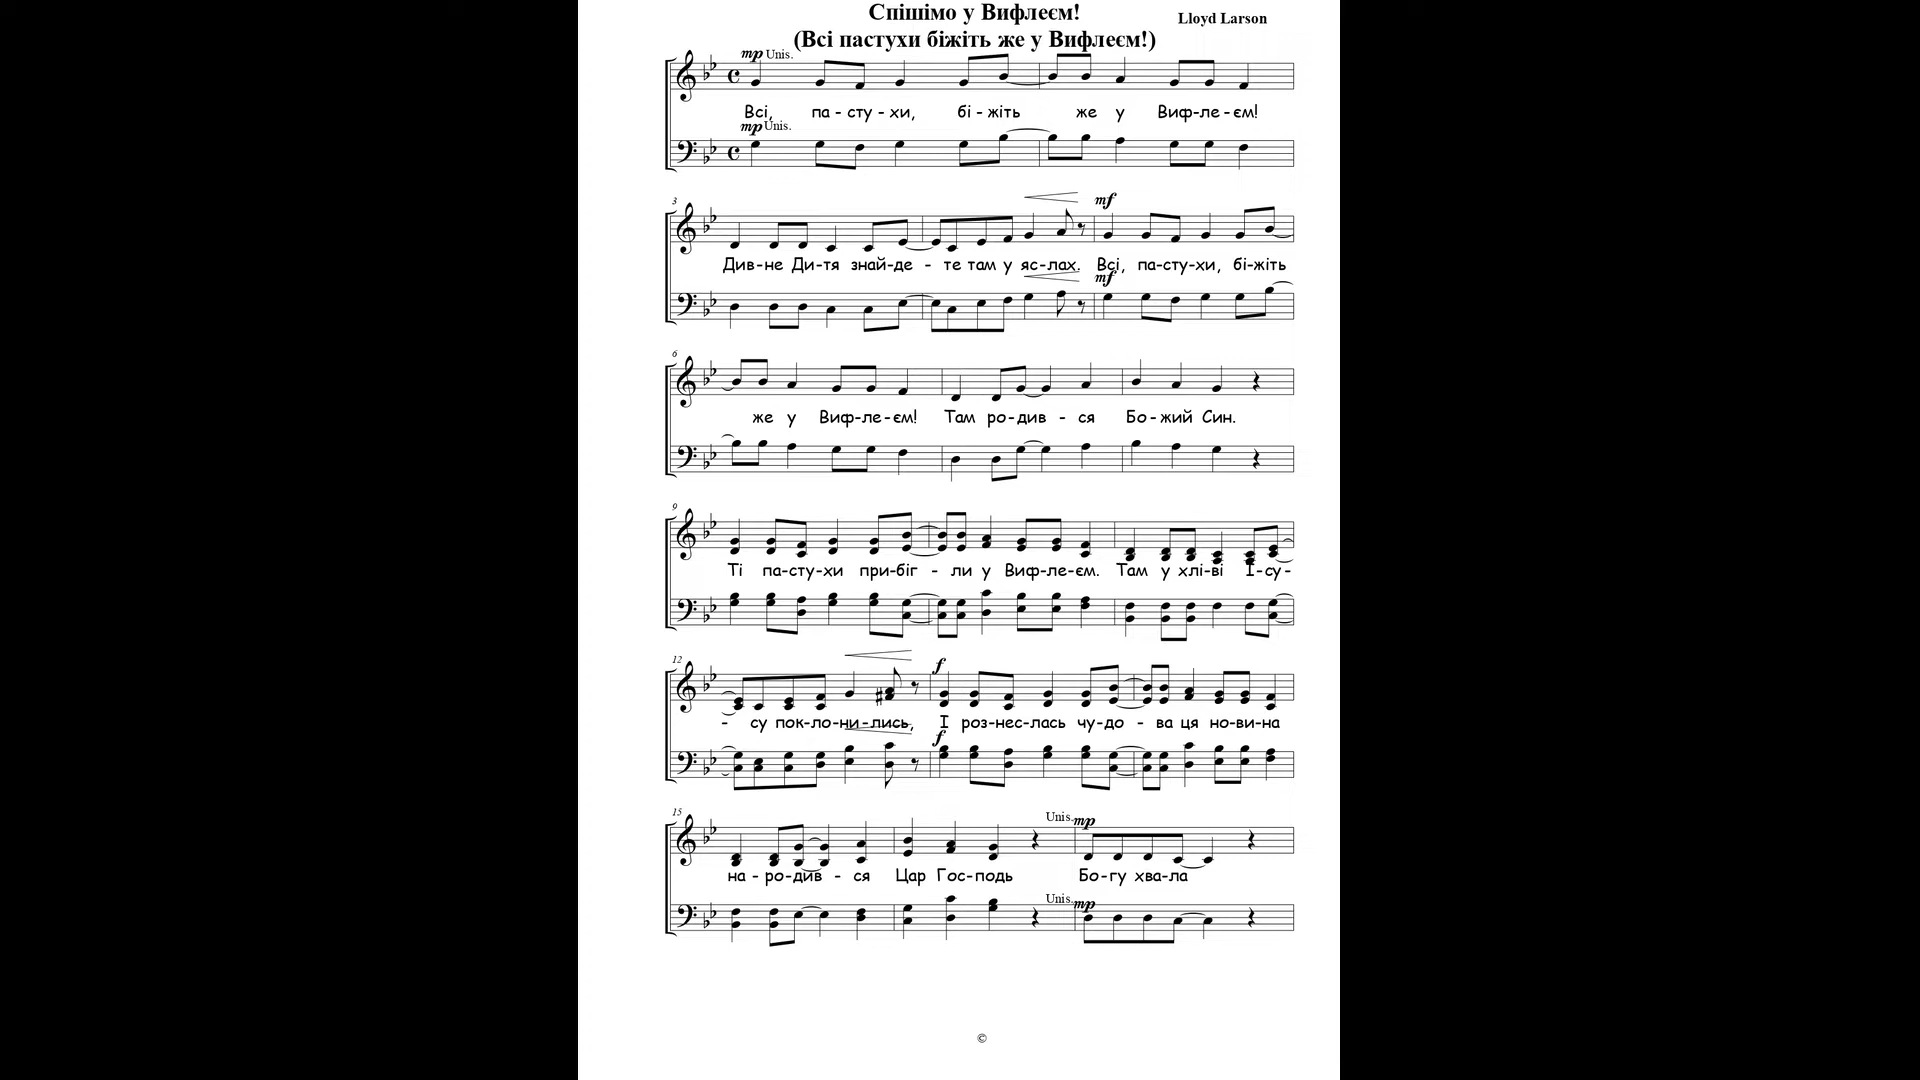 Спішімо у Вифлеєм!
Lloyd Larson
(Всі пастухи біжіть же у Вифлеєм!)
mp Unis.
Всі, па - сту - хи, бі - жіть же у Виф-ле-єм!
mp Unis.
3
mf
Див-не Ди-тя знай-де - те там у яс-лах. Всі, па-сту-хи, бі-жіть
mf
6
же у Виф-ле-єм! Там ро-див - ся Бо-жий Син.
9
Ті па-сту-хи при-біг - ли у Виф-ле-єм. Там у хлі-ві І-су-
12
f
- су пок-ло-ни-лись, І роз-нес-лась чу-до - ва ця но-ви-на
f
15
Unis. mp
на - ро-див - ся Цар Гос-подь Бо-гу хва-ла
Unis. mp
©